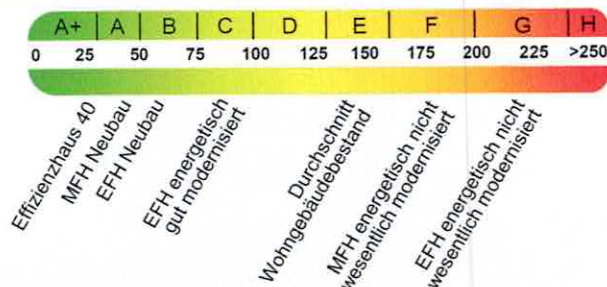 A+ A B C D E F G H
0 25 50 75 100 125 150 175 200 225 >250
Effizienzhaus 40
MFH Neubau
EFH Neubau
EFH energetisch
gut modernisiert
Durchschnitt
Wohngebäudebestand
MFH energetisch nicht
wesentlich modernisiert
EFH energetisch nicht
wesentlich modernisiert